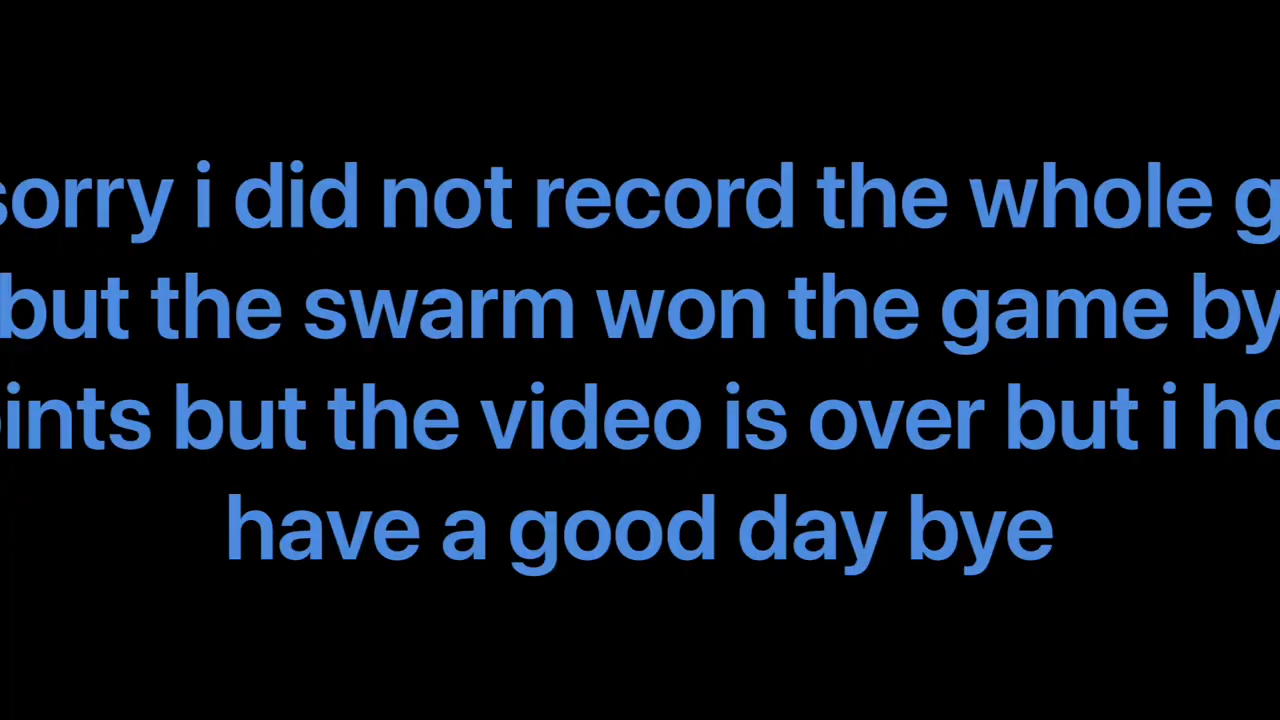 sorry i did not record the whole
but the swarm won the game by
but the video is over but i
have a good day bye